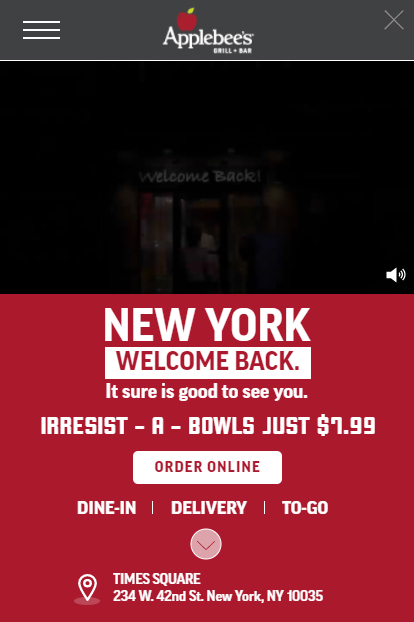 Applebee's
GRILL + BAR
Welcome Back!
NEW YORK
WELCOME BACK.
It sure is good to see you.
IRRESIST - A - BOWLS JUST $7.99
ORDER ONLINE
DINE-IN | DELIVERY | TO-GO
TIMES SQUARE
234 W. 42nd St. New York, NY 10035